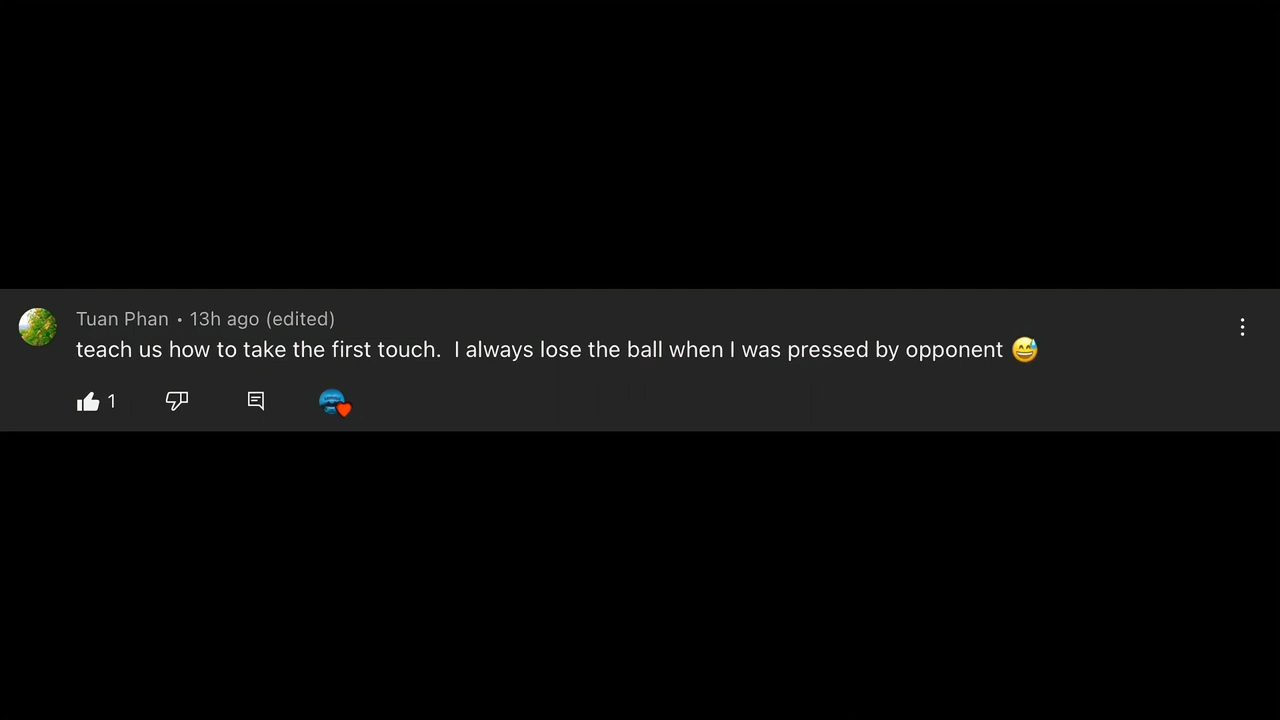 Tuan Phan • 13h ago (edited)
teach us how to take the first touch.  I always lose the ball when I was pressed by opponent 😅
1